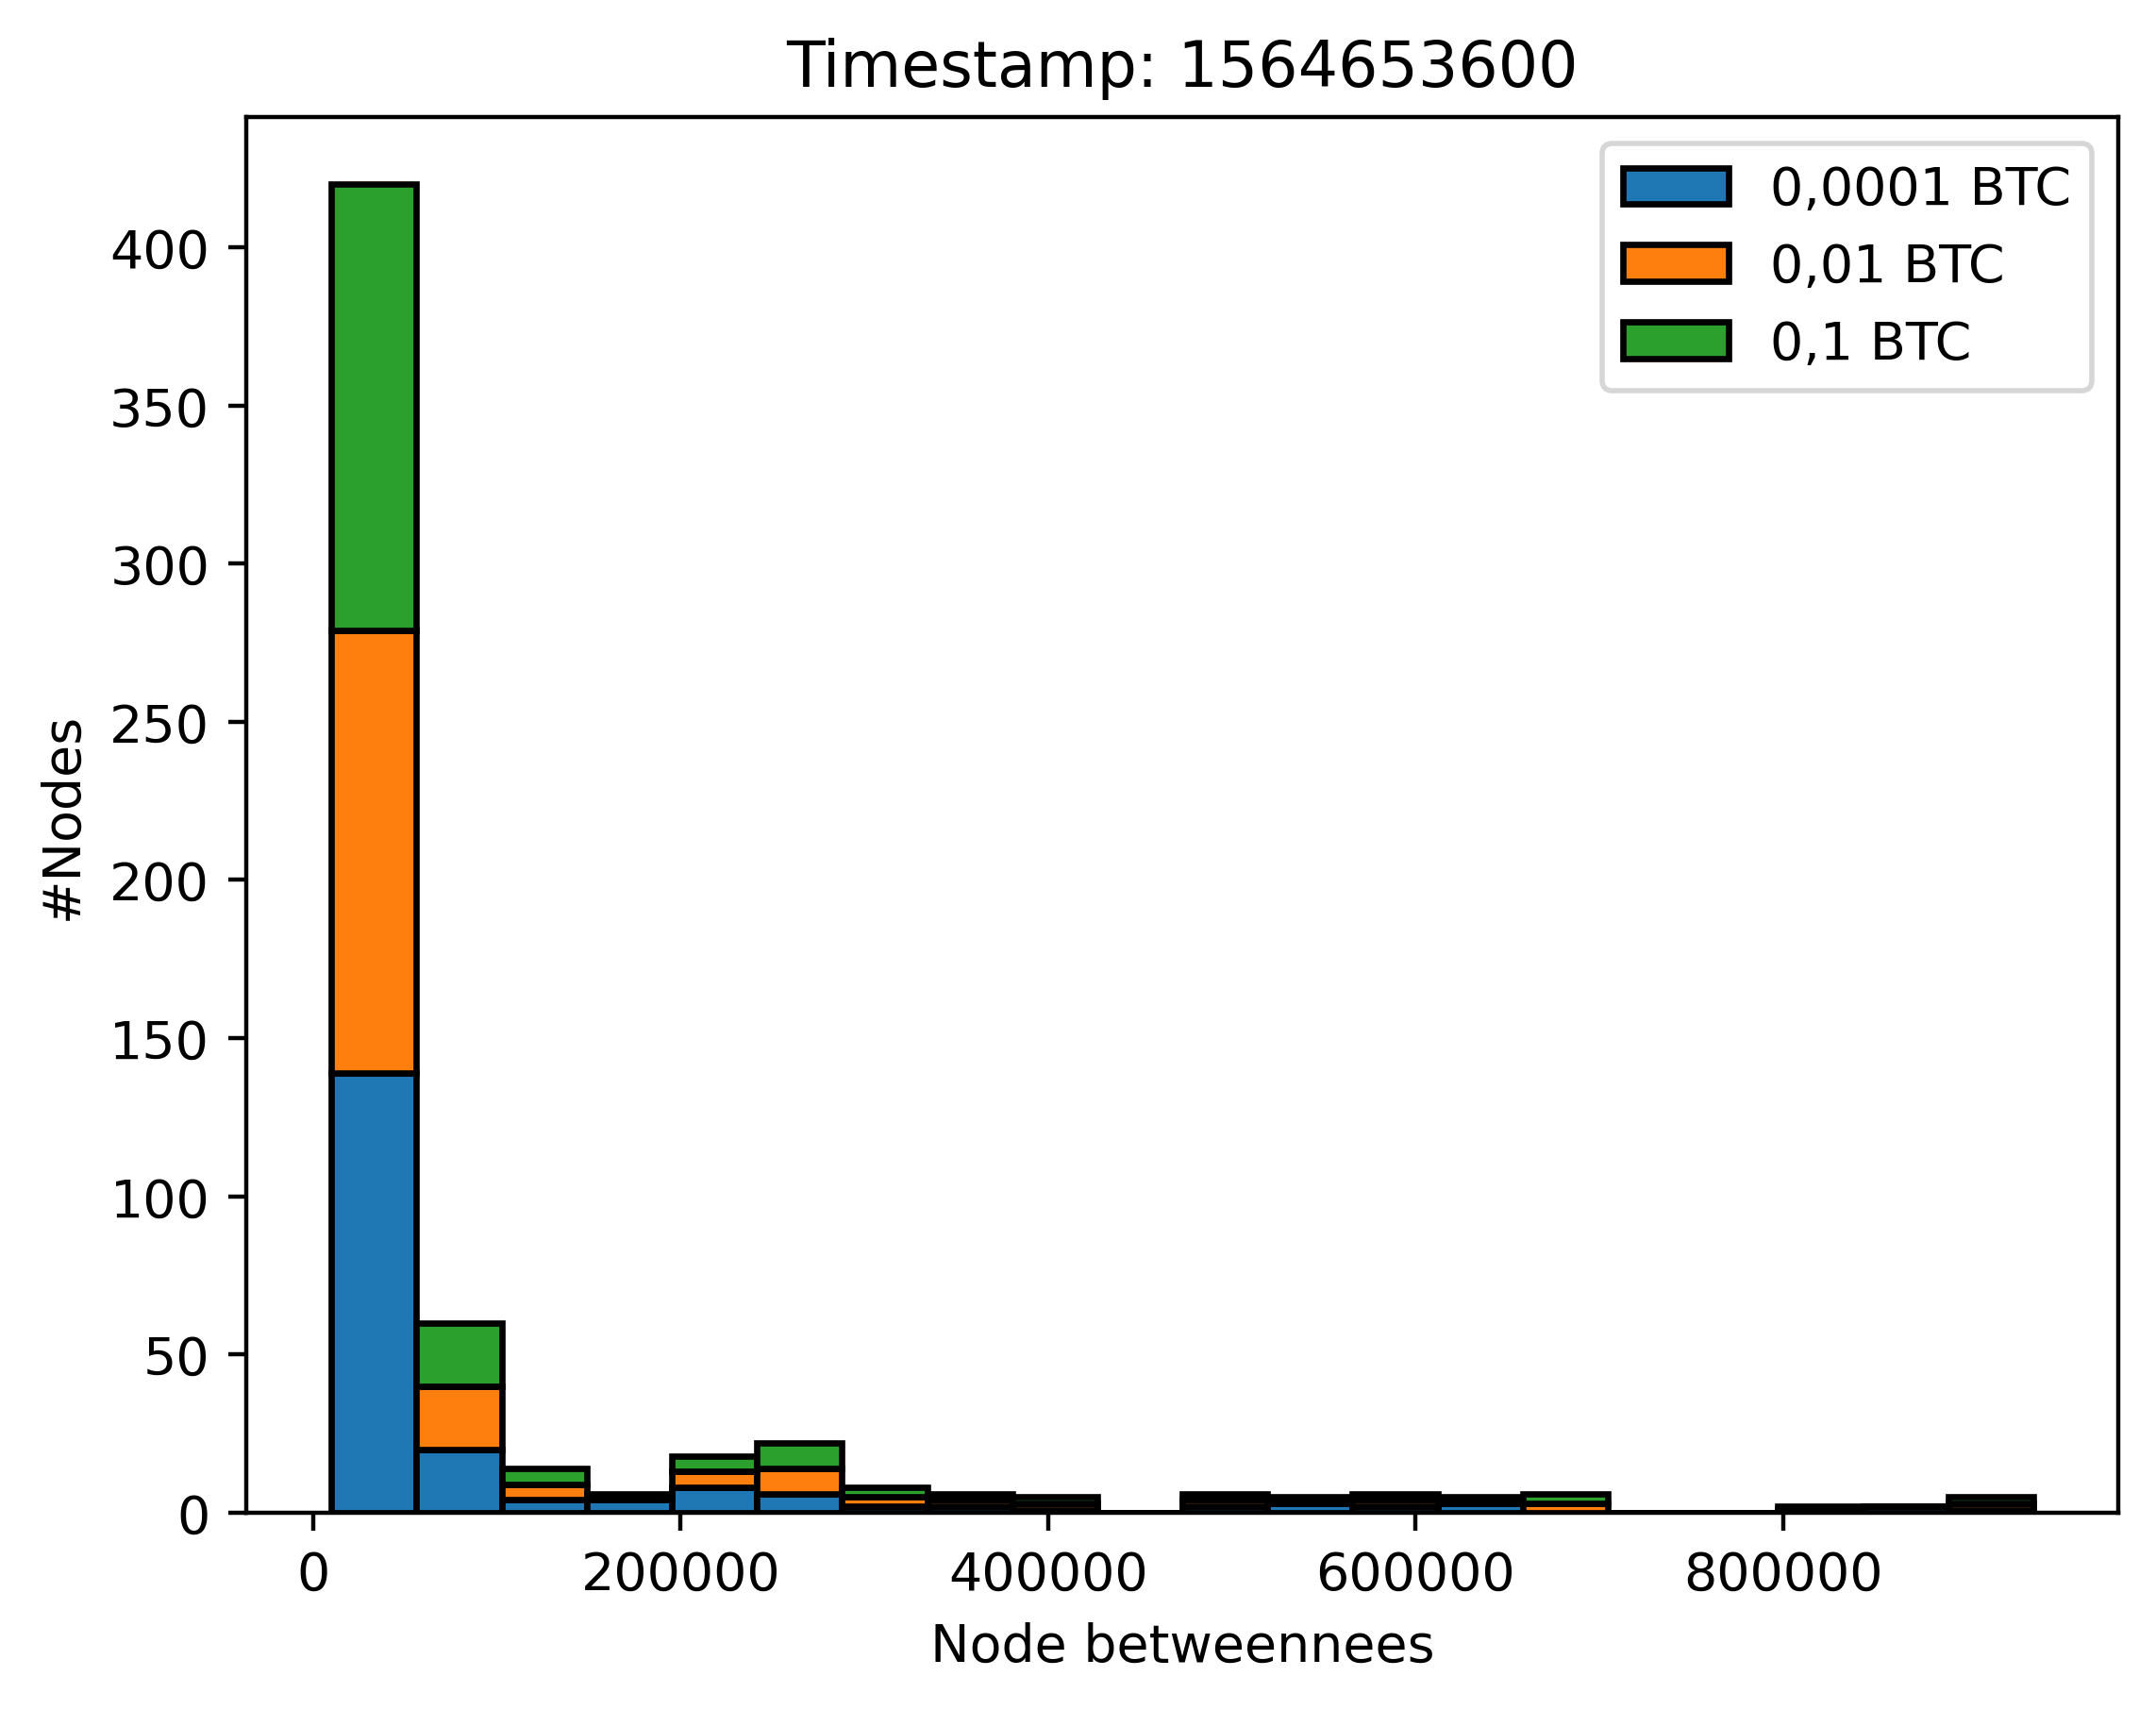 Timestamp: 1564653600
0,0001 BTC
0,01 BTC
0,1 BTC
400
350
300
250
200
150
100
50
0
#Nodes
0 200000 400000 600000 800000
Node betweennees